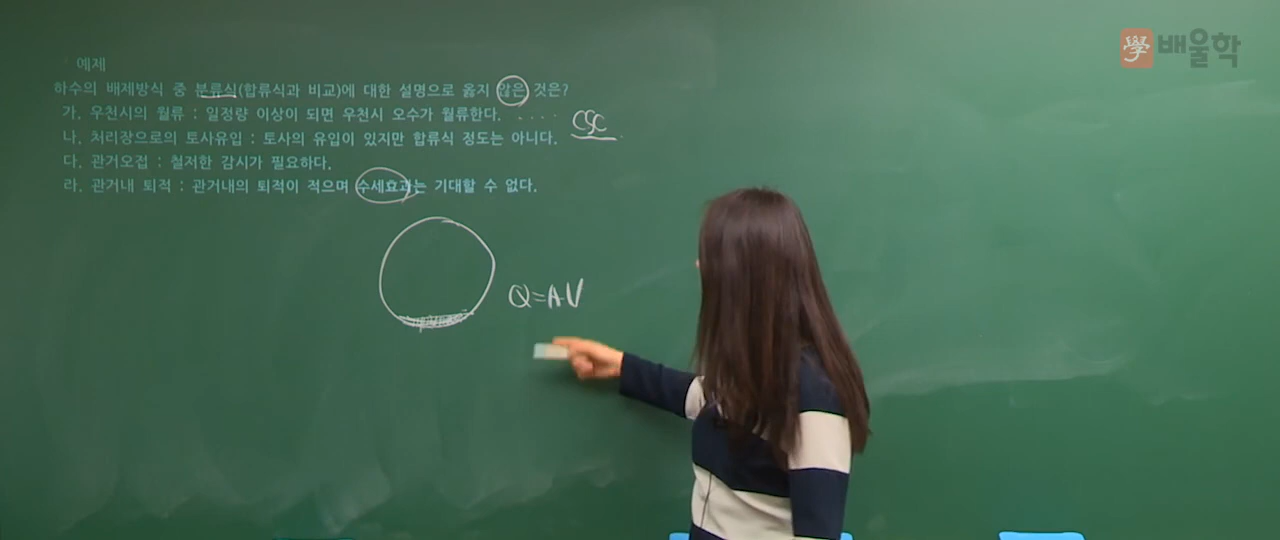 學 배울학
예제
하수의 배제방식 중 분류식(합류식과 비교)에 대한 설명으로 옳지 않은 것은?
가. 우천시의 월류 : 일정량 이상이 되면 우천시 오수가 월류한다. . . . .
CSC
나. 처리장으로의 토사유입 : 토사의 유입이 있지만 합류식 정도는 아니다.
다. 관거오접 : 철저한 감시가 필요하다.
라. 관거내 퇴적 : 관거내의 퇴적이 적으며 수세효과는 기대할 수 없다.
Q=AV